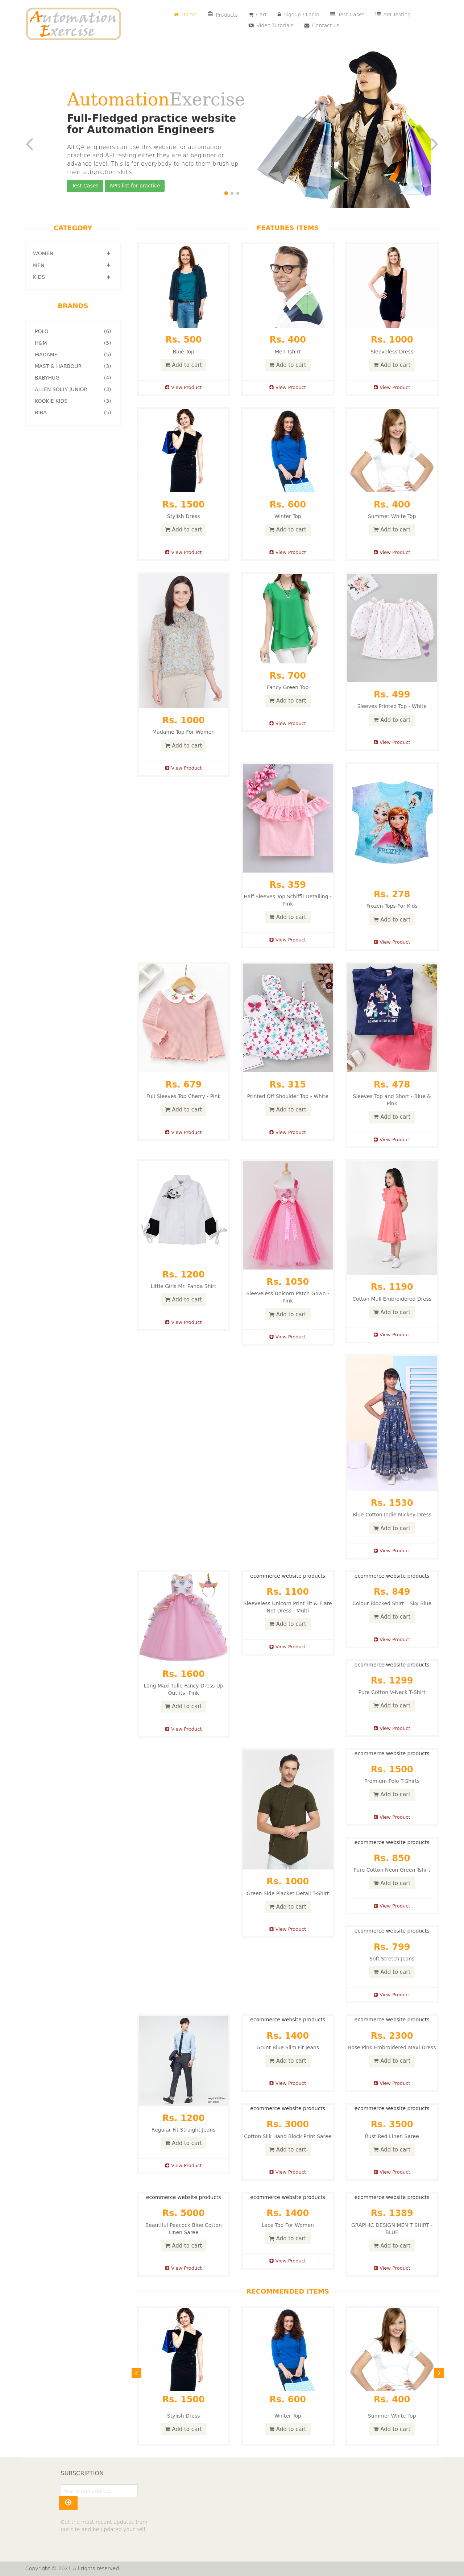 Automation
Exercise
Home
Products
Cart
Signup / Login
Test Cases
API Testing
Video Tutorials
Contact us
AutomationExercise
Full-Fledged practice website
for Automation Engineers
All QA engineers can use this website for automation
practice and API testing either they are at beginner or
advance level. This is for everybody to help them brush up
their automation skills.
Test Cases
APIs list for practice
CATEGORY
WOMEN
MEN
KIDS
BRANDS
POLO (6)
H&M (5)
MADAME (5)
MAST & HARBOUR (3)
BABYHUG (4)
ALLEN SOLLY JUNIOR (3)
KOOKIE KIDS (3)
BIBA (5)
FEATURES ITEMS
Rs. 500
Blue Top
Add to cart
View Product
Rs. 400
Men Tshirt
Add to cart
View Product
Rs. 1000
Sleeveless Dress
Add to cart
View Product
Rs. 1500
Stylish Dress
Add to cart
View Product
Rs. 600
Winter Top
Add to cart
View Product
Rs. 400
Summer White Top
Add to cart
View Product
Rs. 1000
Madame Top For Women
Add to cart
View Product
Rs. 700
Fancy Green Top
Add to cart
View Product
Rs. 499
Sleeves Printed Top - White
Add to cart
View Product
Rs. 359
Half Sleeves Top Schiffli Detailing -
Pink
Add to cart
View Product
FROZEN
Rs. 278
Frozen Tops For Kids
Add to cart
View Product
Rs. 679
Full Sleeves Top Cherry - Pink
Add to cart
View Product
Rs. 315
Printed Off Shoulder Top - White
Add to cart
View Product
Rs. 478
Sleeves Top and Short - Blue &
Pink
Add to cart
View Product
Rs. 1200
Little Girls Mr. Panda Shirt
Add to cart
View Product
Rs. 1050
Sleeveless Unicorn Patch Gown -
Pink
Add to cart
View Product
Rs. 1190
Cotton Mull Embroidered Dress
Add to cart
View Product
Rs. 1530
Blue Cotton Indie Mickey Dress
Add to cart
View Product
Rs. 1600
Long Maxi Tulle Fancy Dress Up
Outfits -Pink
Add to cart
View Product
ecommerce website products
Rs. 1100
Sleeveless Unicorn Print Fit & Flare
Net Dress - Multi
Add to cart
View Product
ecommerce website products
Rs. 849
Colour Blocked Shirt – Sky Blue
Add to cart
View Product
ecommerce website products
Rs. 1299
Pure Cotton V-Neck T-Shirt
Add to cart
View Product
Rs. 1000
Green Side Placket Detail T-Shirt
Add to cart
View Product
ecommerce website products
Rs. 1500
Premium Polo T-Shirts
Add to cart
View Product
ecommerce website products
Rs. 850
Pure Cotton Neon Green Tshirt
Add to cart
View Product
ecommerce website products
Rs. 799
Soft Stretch Jeans
Add to cart
View Product
Rs. 1200
Regular Fit Straight Jeans
Add to cart
View Product
ecommerce website products
Rs. 1400
Grunt Blue Slim Fit Jeans
Add to cart
View Product
ecommerce website products
Rs. 2300
Rose Pink Embroidered Maxi Dress
Add to cart
View Product
ecommerce website products
Rs. 3000
Cotton Silk Hand Block Print Saree
Add to cart
View Product
ecommerce website products
Rs. 3500
Rust Red Linen Saree
Add to cart
View Product
ecommerce website products
Rs. 5000
Beautiful Peacock Blue Cotton
Linen Saree
Add to cart
View Product
ecommerce website products
Rs. 1400
Lace Top For Women
Add to cart
View Product
ecommerce website products
Rs. 1389
GRAPHIC DESIGN MEN T SHIRT -
BLUE
Add to cart
View Product
RECOMMENDED ITEMS
Rs. 1500
Stylish Dress
Add to cart
Rs. 600
Winter Top
Add to cart
Rs. 400
Summer White Top
Add to cart
SUBSCRIPTION
Your email address
Get the most recent updates from
our site and be updated your self...
Copyright © 2021 All rights reserved